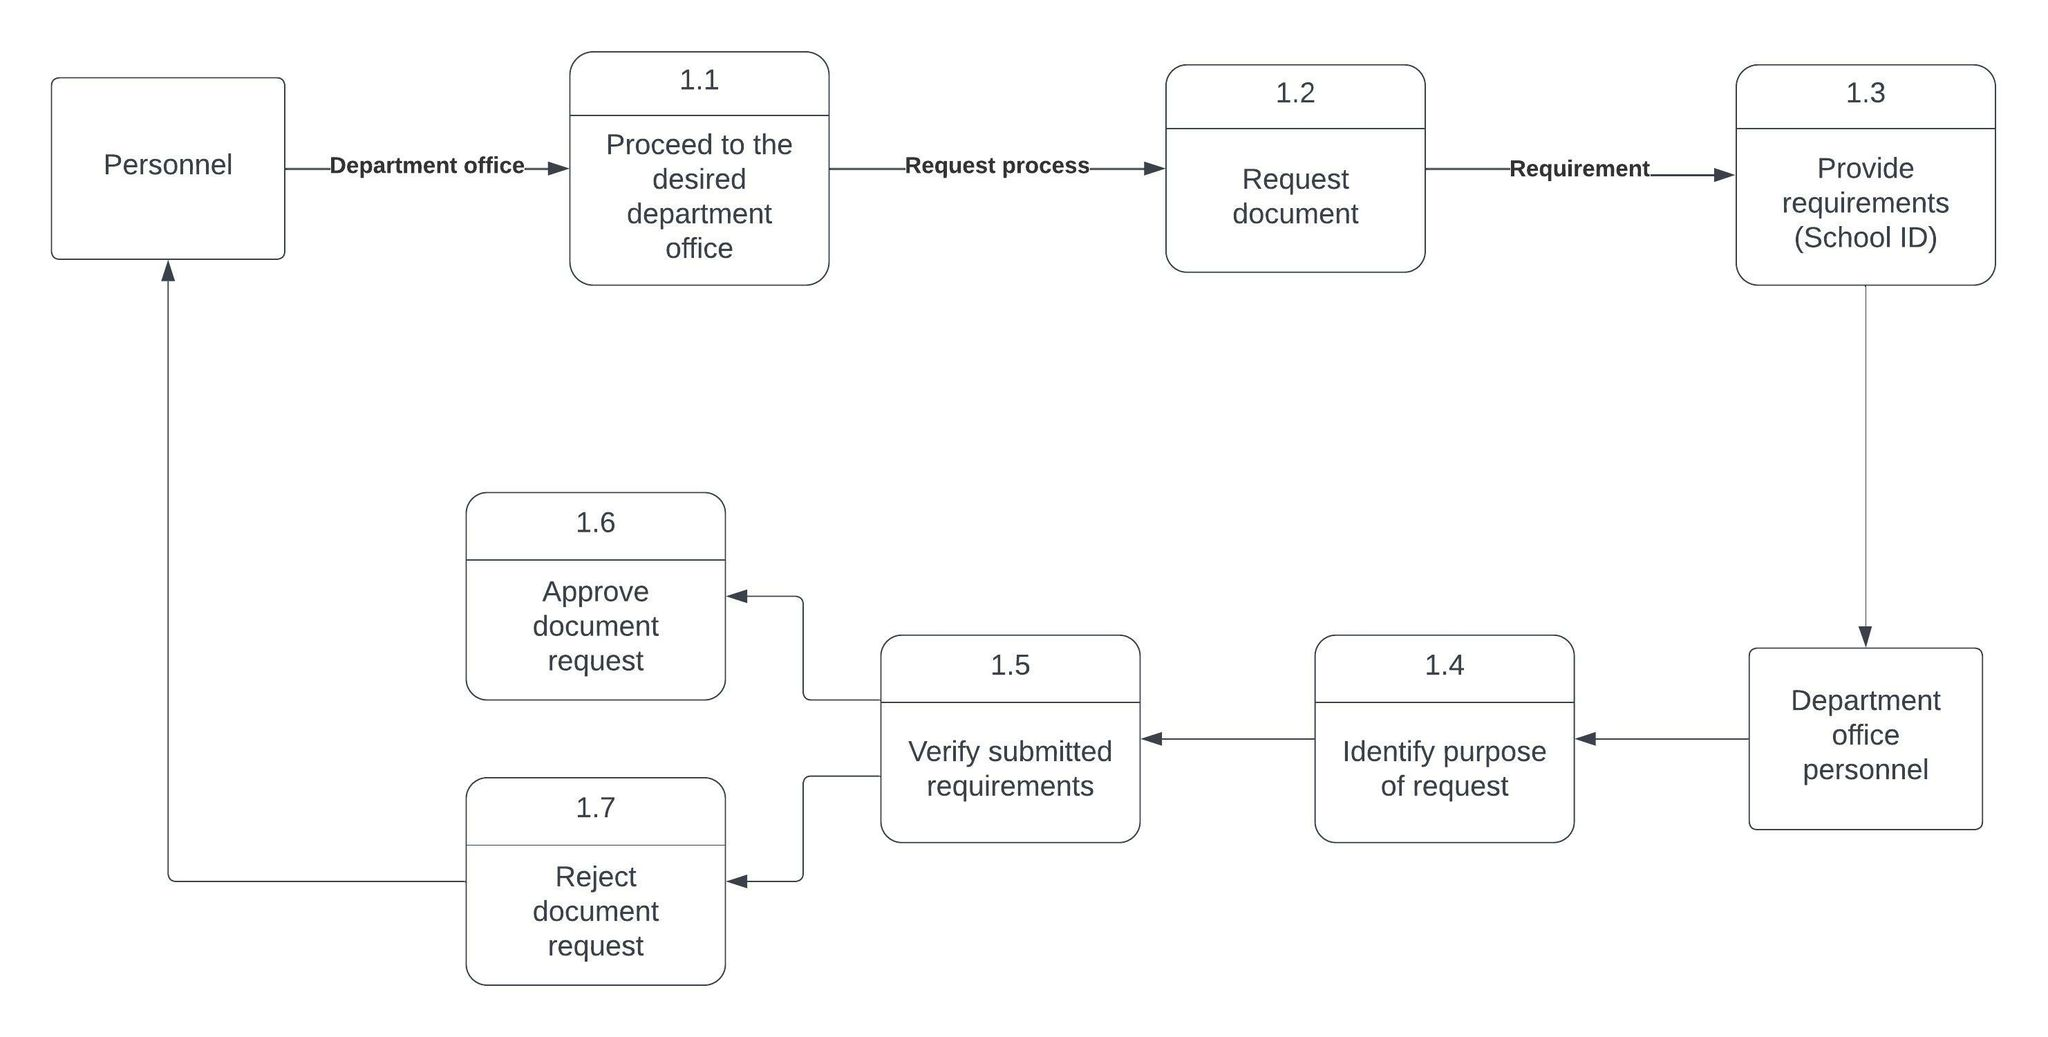 Personnel
Department office
1.1
Proceed to the
desired
department
office
Request process
1.2
Request
document
Requirement
1.3
Provide
requirements
(School ID)
Department
office
personnel
1.4
Identify purpose
of request
1.5
Verify submitted
requirements
1.6
Approve
document
request
1.7
Reject
document
request